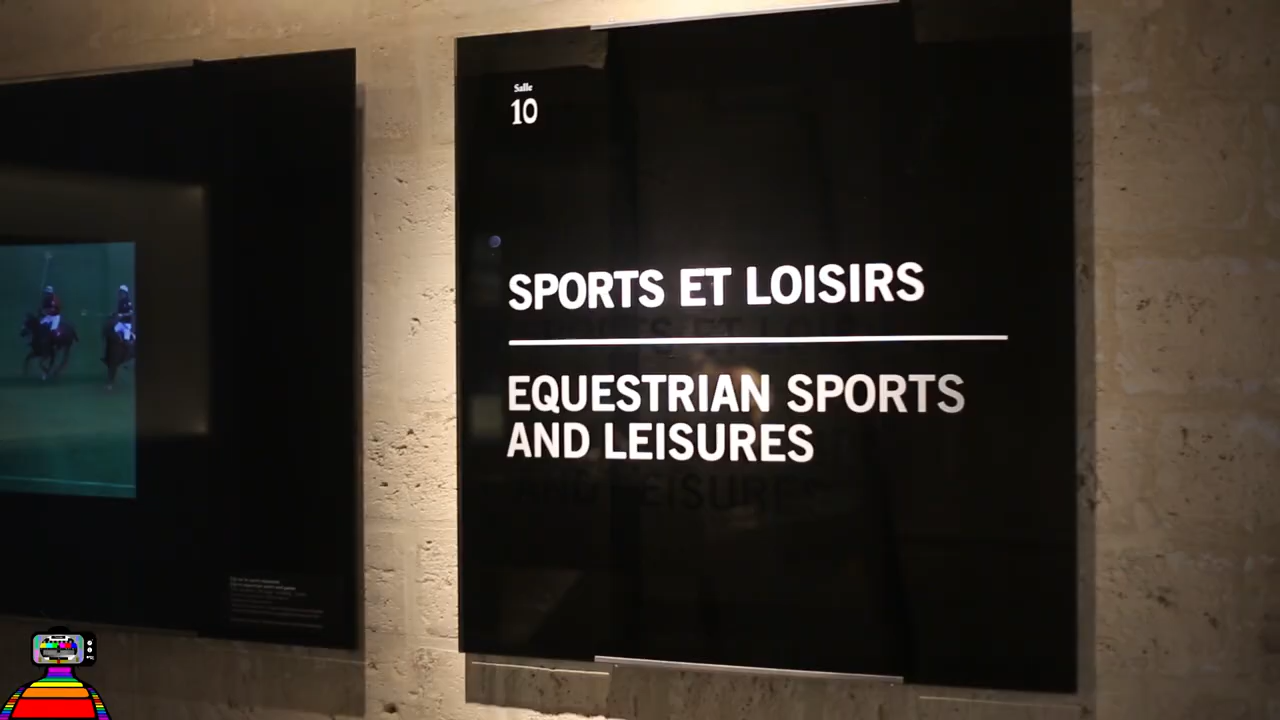 Salle
10
SPORTS ET LOISIRS
EQUESTRIAN SPORTS
AND LEISURES